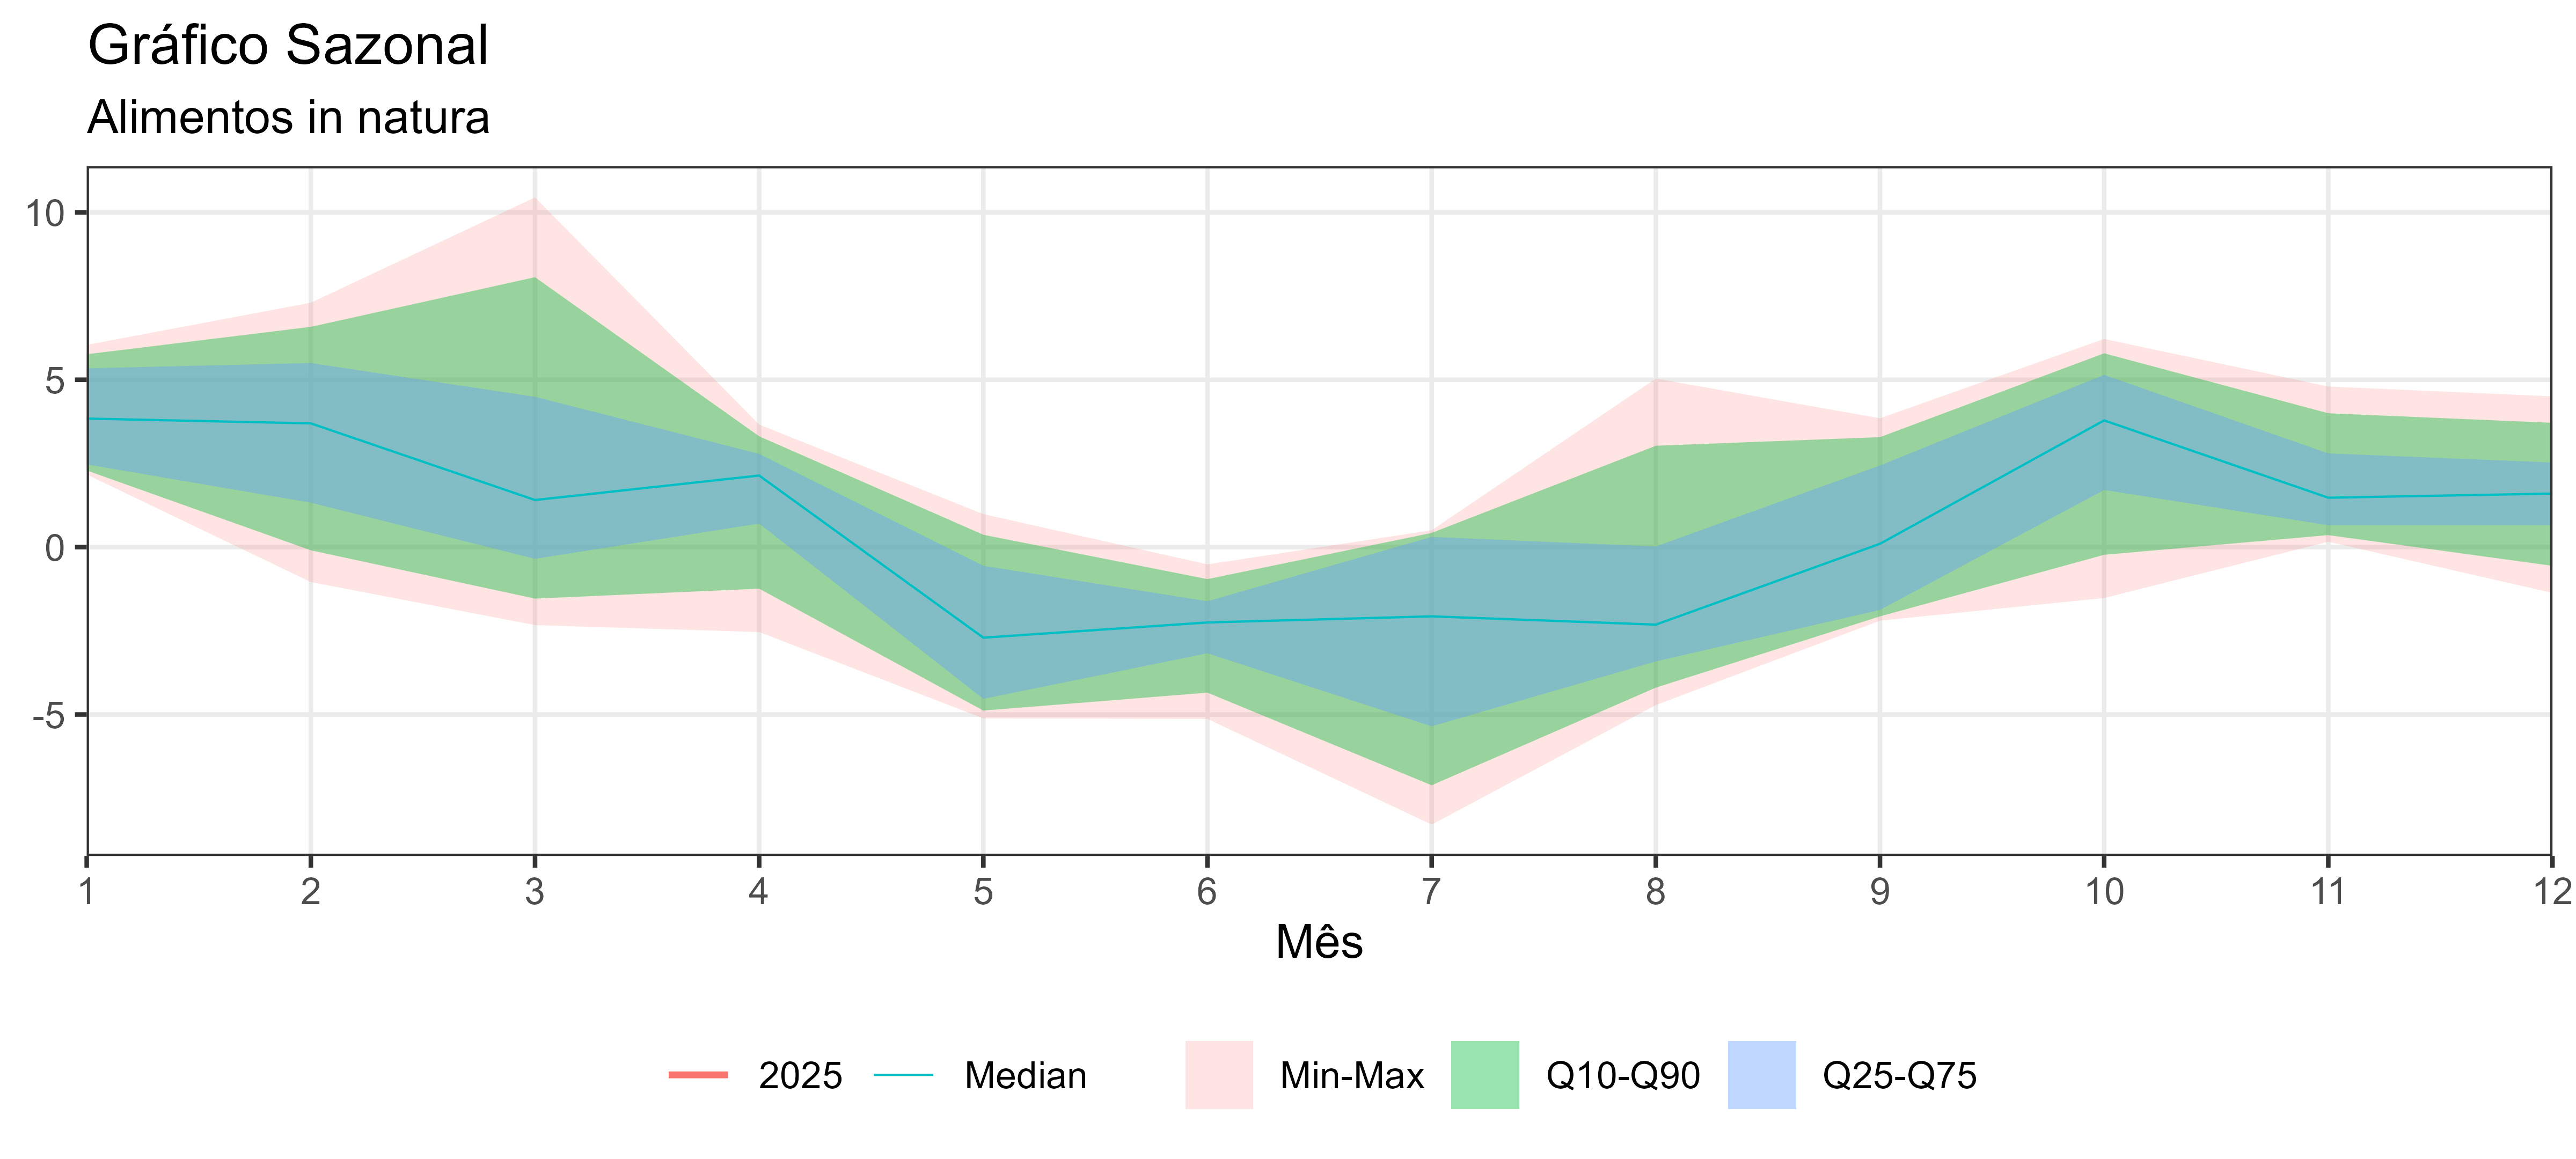 Gráfico Sazonal
Alimentos in natura
10
5
0
-5
1 2 3 4 5 6 7 8 9 10 11 12
Mês
2025 Median Min-Max Q10-Q90 Q25-Q75